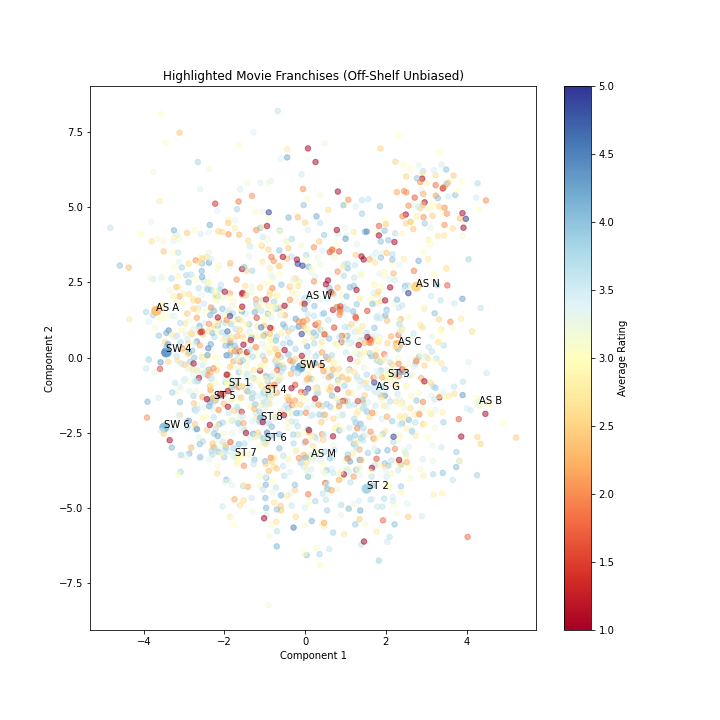 Highlighted Movie Franchises (Off-Shelf Unbiased)
7.5
5.0
2.5
0.0
−2.5
−5.0
−7.5
Component 2
AS N
AS W
AS A
AS C
SW 4
SW 5
ST 3
ST 1
AS G
ST 4
ST 5
AS B
ST 8
SW 6
ST 6
ST 7
AS M
ST 2
−4
−2
0
2
4
Component 1
5.0
4.5
4.0
3.5
3.0
2.5
2.0
1.5
1.0
Average Rating